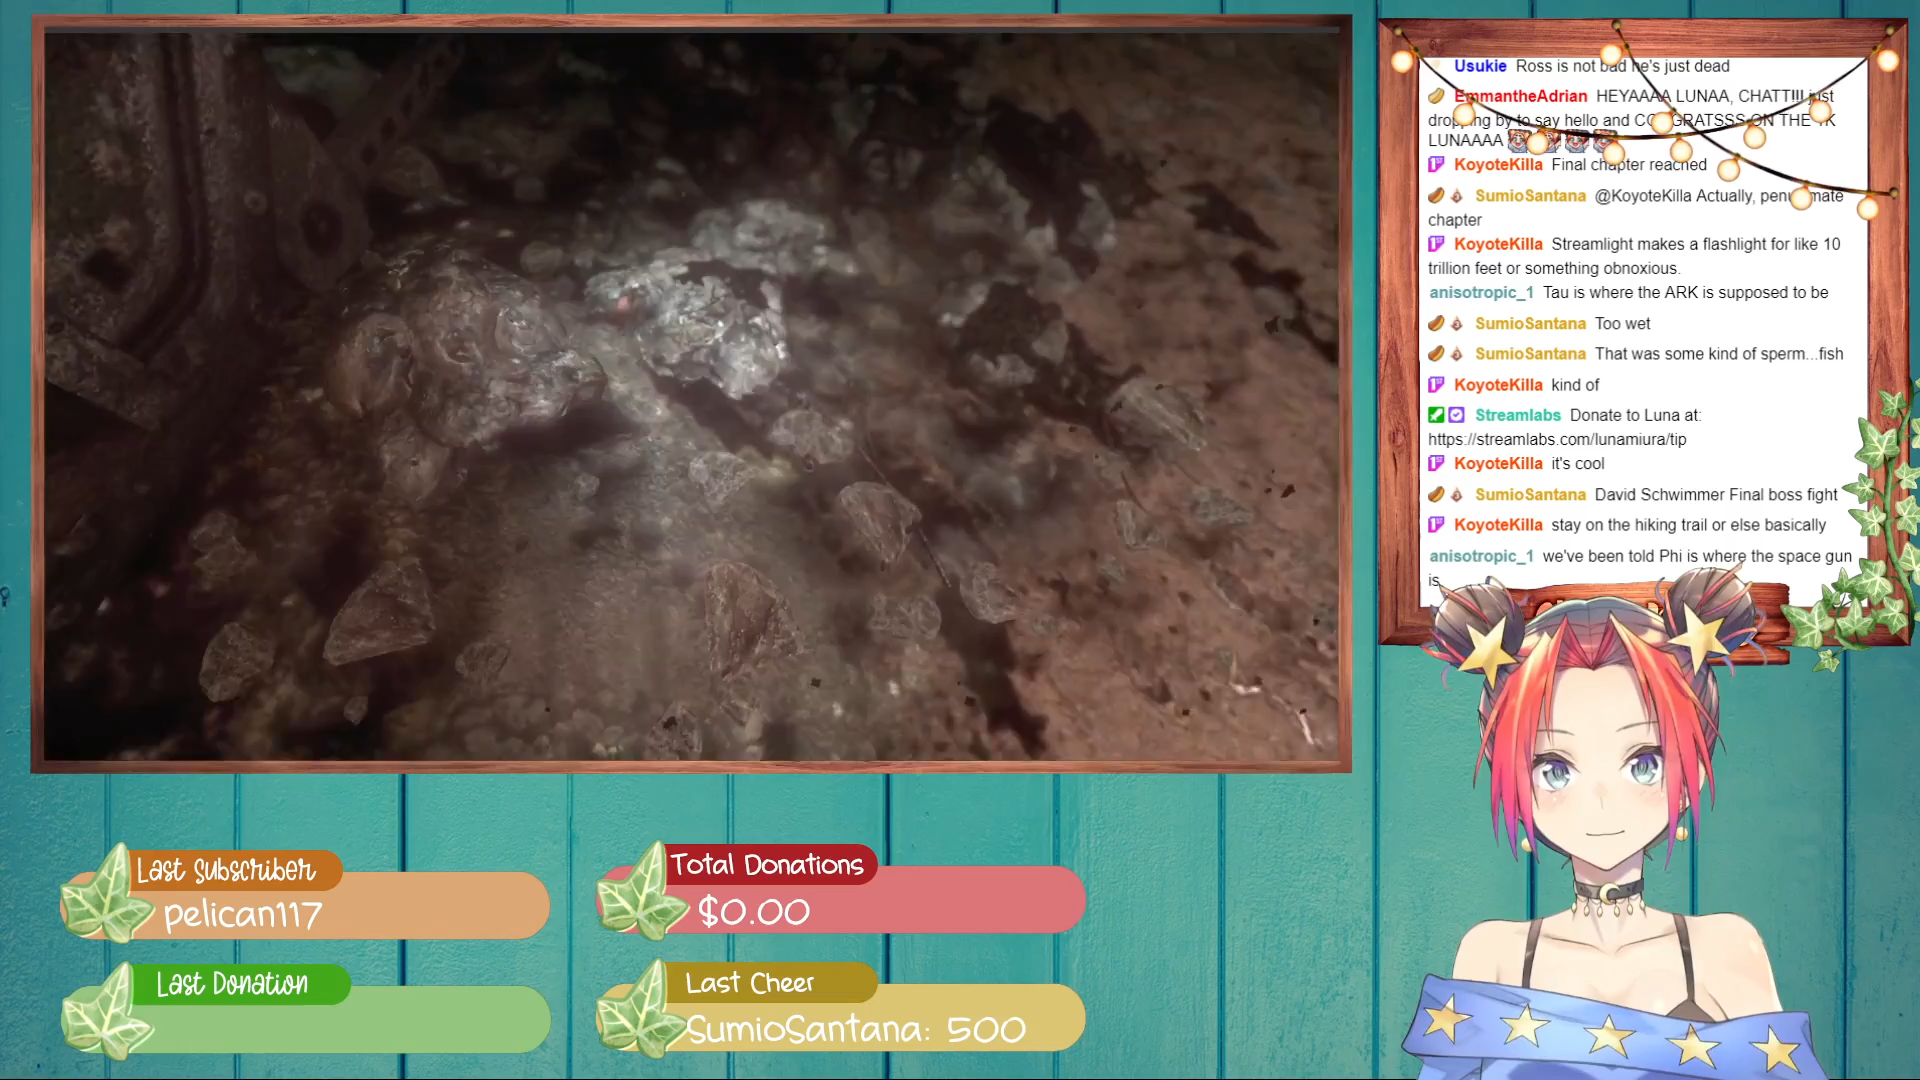 Usukie Ross is not bad he's just dead
EmmantheAdrian HEYAAAA LUNAA, CHATT!!! just
dropping by to say hello and CONGRATSSS ON THE 1K
LUNAAAA
KoyoteKilla Final chapter reached
SumioSantana @KoyoteKilla Actually, penultimate
chapter
KoyoteKilla Streamlight makes a flashlight for like 10
trillion feet or something obnoxious.
anisotropic_1 Tau is where the ARK is supposed to be
SumioSantana Too wet
SumioSantana That was some kind of sperm...fish
KoyoteKilla kind of
Streamlabs Donate to Luna at:
https://streamlabs.com/lunamiura/tip
KoyoteKilla it's cool
SumioSantana David Schwimmer Final boss fight
KoyoteKilla stay on the hiking trail or else basically
anisotropic_1 we've been told Phi is where the space gun
is
Last Subscriber
pelican117
Total Donations
$0.00
Last Donation
Last Cheer
SumioSantana: 500